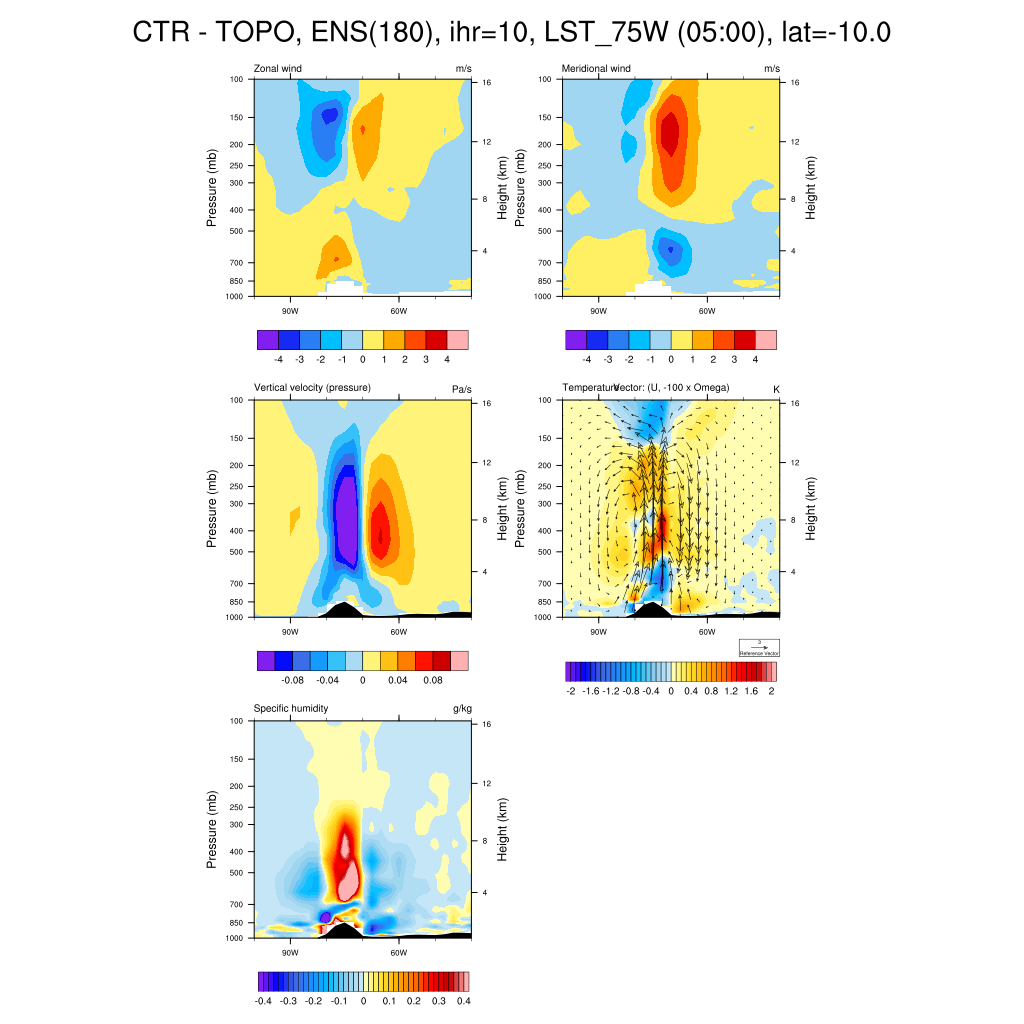 CTR - TOPO, ENS(180), ihr=10, LST_75W (05:00), lat=-10.0
Zonal wind m/s
100
150
200
250
300
400
500
700
850
1000
Pressure (mb)
16
12
8
4
Height (km)
90W 60W
-4 -3 -2 -1 0 1 2 3 4
Meridional wind m/s
100
150
200
250
300
400
500
700
850
1000
Pressure (mb)
16
12
8
4
Height (km)
90W 60W
-4 -3 -2 -1 0 1 2 3 4
Vertical velocity (pressure) Pa/s
100
150
200
250
300
400
500
700
850
1000
Pressure (mb)
16
12
8
4
Height (km)
90W 60W
-0.08 -0.04 0 0.04 0.08
Temperature Vector: (U, -100 x Omega) K
100
150
200
250
300
400
500
700
850
1000
Pressure (mb)
16
12
8
4
Height (km)
90W 60W
3
Reference Vector
-2 -1.6 -1.2 -0.8 -0.4 0 0.4 0.8 1.2 1.6 2
Specific humidity g/kg
100
150
200
250
300
400
500
700
850
1000
Pressure (mb)
16
12
8
4
Height (km)
90W 60W
-0.4 -0.3 -0.2 -0.1 0 0.1 0.2 0.3 0.4